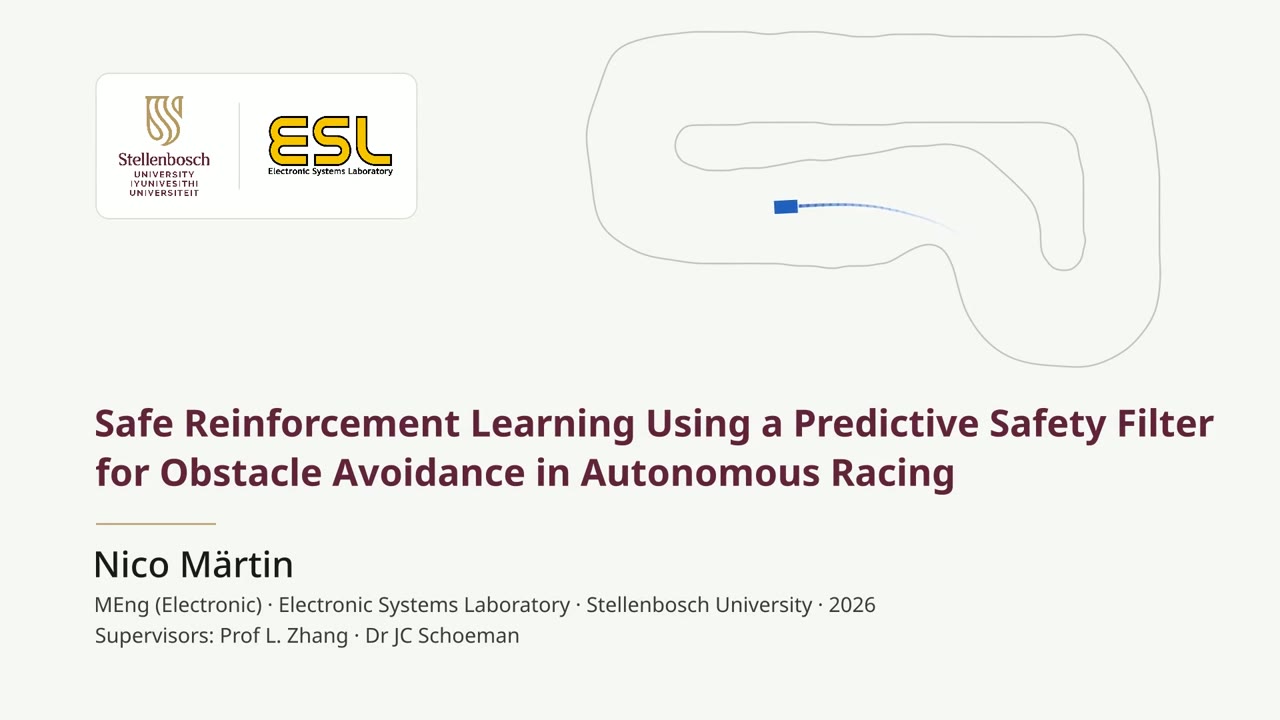 Stellenbosch
UNIVERSITY
IYUNIVESITHI
UNIVERSITEIT
ESL
Electronic Systems Laboratory
Safe Reinforcement Learning Using a Predictive Safety Filter
for Obstacle Avoidance in Autonomous Racing
Nico Märtin
MEng (Electronic) · Electronic Systems Laboratory · Stellenbosch University · 2026
Supervisors: Prof L. Zhang · Dr JC Schoeman